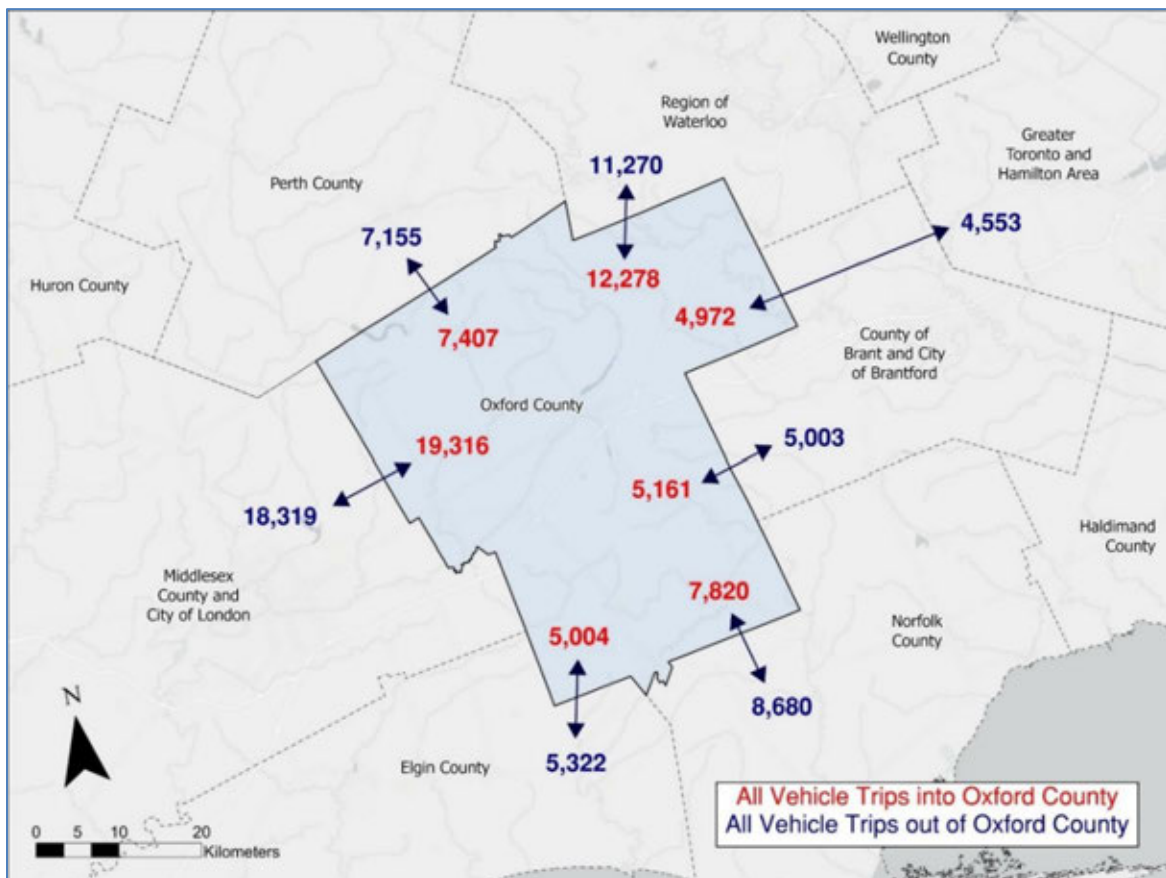 Wellington
County
Region of
Waterloo
Greater
Toronto and
Hamilton Area
11,270
Perth County
4,553
7,155
12,278
Huron County
4,972
7,407
County of
Brant and City
of Brantford
Oxford County
19,316
5,003
5,161
18,319
Haldimand
County
Middlesex
County and
City of London
7,820
Norfolk
County
5,004
N
8,680
5,322
Elgin County
All Vehicle Trips into Oxford County
All Vehicle Trips out of Oxford County
0 5 10 20
Kilometers